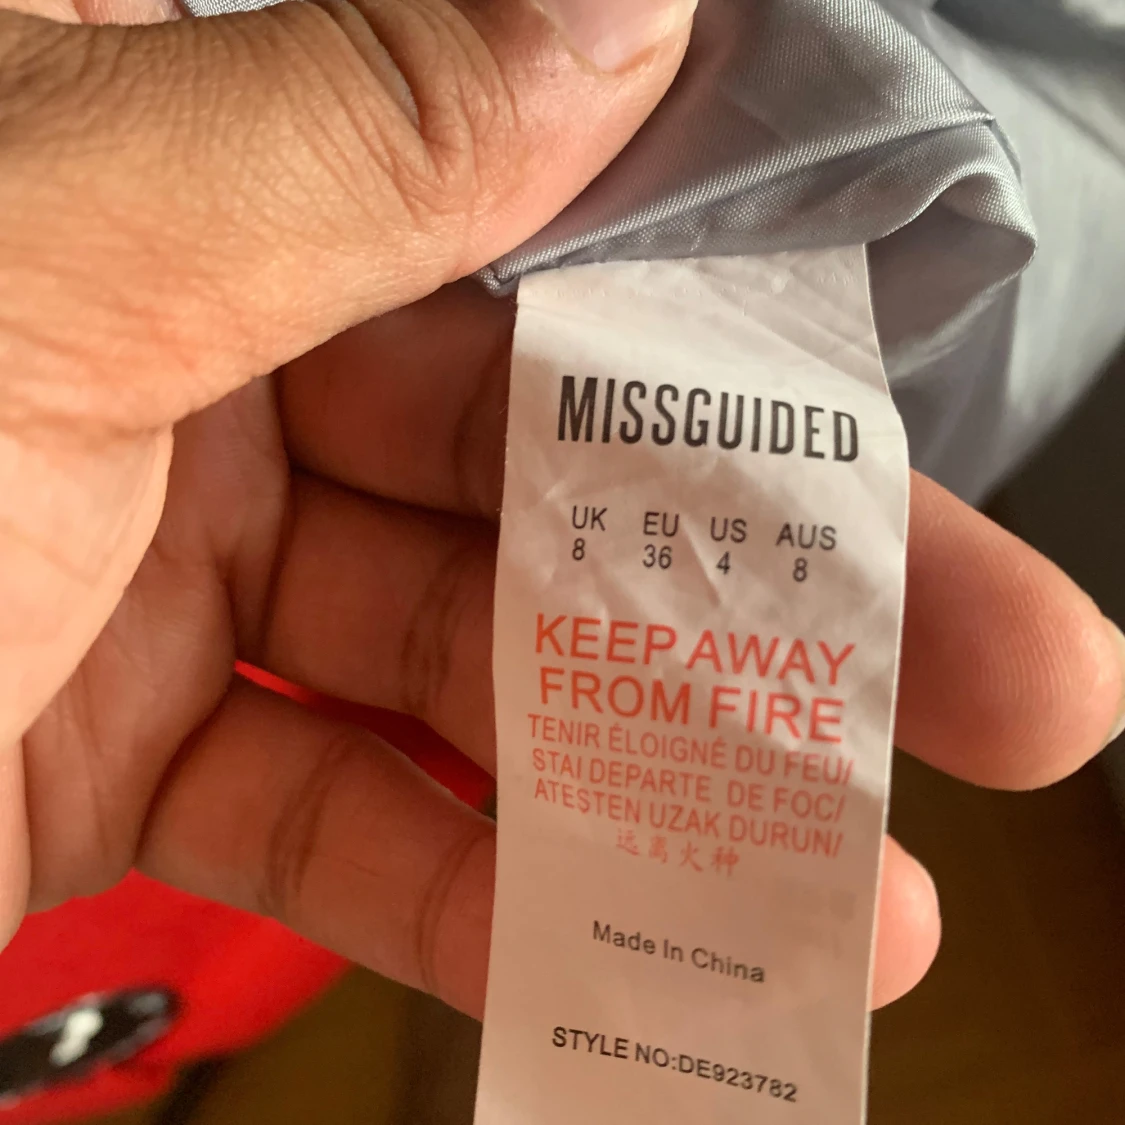 MISSGUIDED
UK EU US AUS
8 36 4 8
KEEP AWAY
FROM FIRE
TENIR ÉLOIGNÉ DU FEU/
STAI DEPARTE DE FOC/
ATEŞTEN UZAK DURUN/
远离火种
Made In China
STYLE NO:DE923782